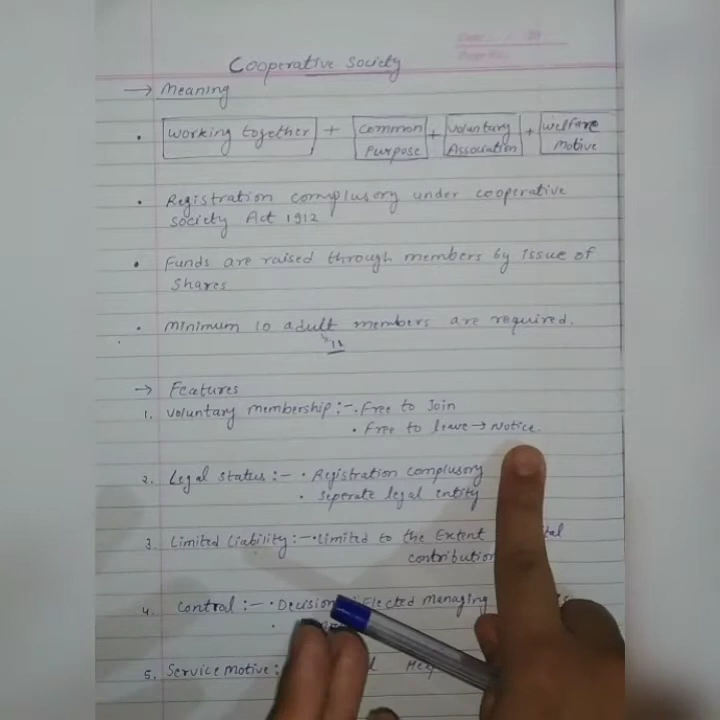 Cooperative Society
→ Meaning
• working together + Common Purpose + Voluntary Association + welfare motive
• Registration complusory under cooperative
society Act 1912
• Funds are raised through members by issue of
shares
• Minimum 10 adult members are required.
18
→ Features
1. Voluntary membership :- • Free to Join
• Free to leave → Notice.
2. Legal status :- • Registration complusory
• seperate legal entity
3. Limited Liability :- • Limited to the Extent
contribution
4. Control :- • Decision Elected Managing
5. Service Motive :